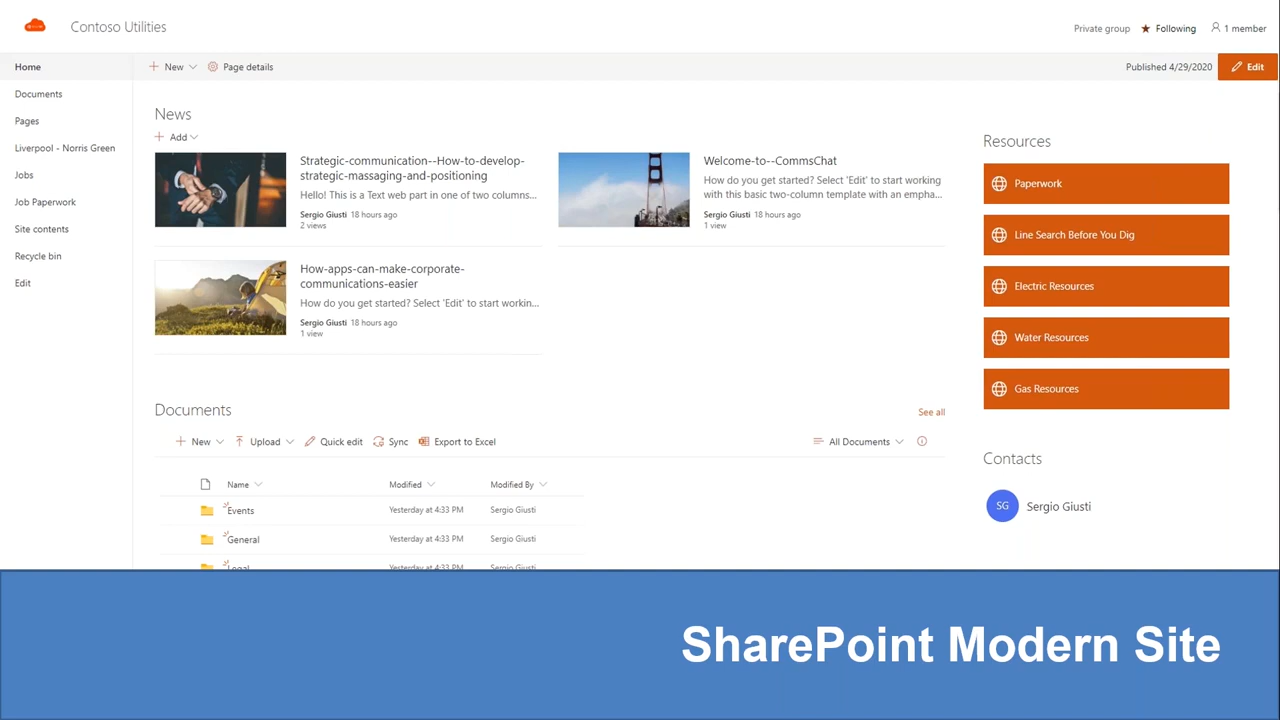 Contoso Utilities
Private group
Following
1 member
Home
Documents
Pages
Liverpool - Norris Green
Jobs
Job Paperwork
Site contents
Recycle bin
Edit
New
Page details
Published 4/29/2020
Edit
News
Add
Strategic-communication--How-to-develop-
strategic-massaging-and-positioning
Hello! This is a Text web part in one of two columns...
Sergio Giusti 18 hours ago
2 views
Welcome-to--CommsChat
How do you get started? Select 'Edit' to start working
with this basic two-column template with an empha...
Sergio Giusti 18 hours ago
1 view
How-apps-can-make-corporate-
communications-easier
How do you get started? Select 'Edit' to start workin...
Sergio Giusti 18 hours ago
1 view
Resources
Paperwork
Line Search Before You Dig
Electric Resources
Water Resources
Gas Resources
Documents
See all
New
Upload
Quick edit
Sync
Export to Excel
All Documents
Name
Modified
Modified By
Events
Yesterday at 4:33 PM
Sergio Giusti
General
Yesterday at 4:33 PM
Sergio Giusti
Legal
Yesterday at 4:33 PM
Sergio Giusti
Contacts
SG
Sergio Giusti
SharePoint Modern Site